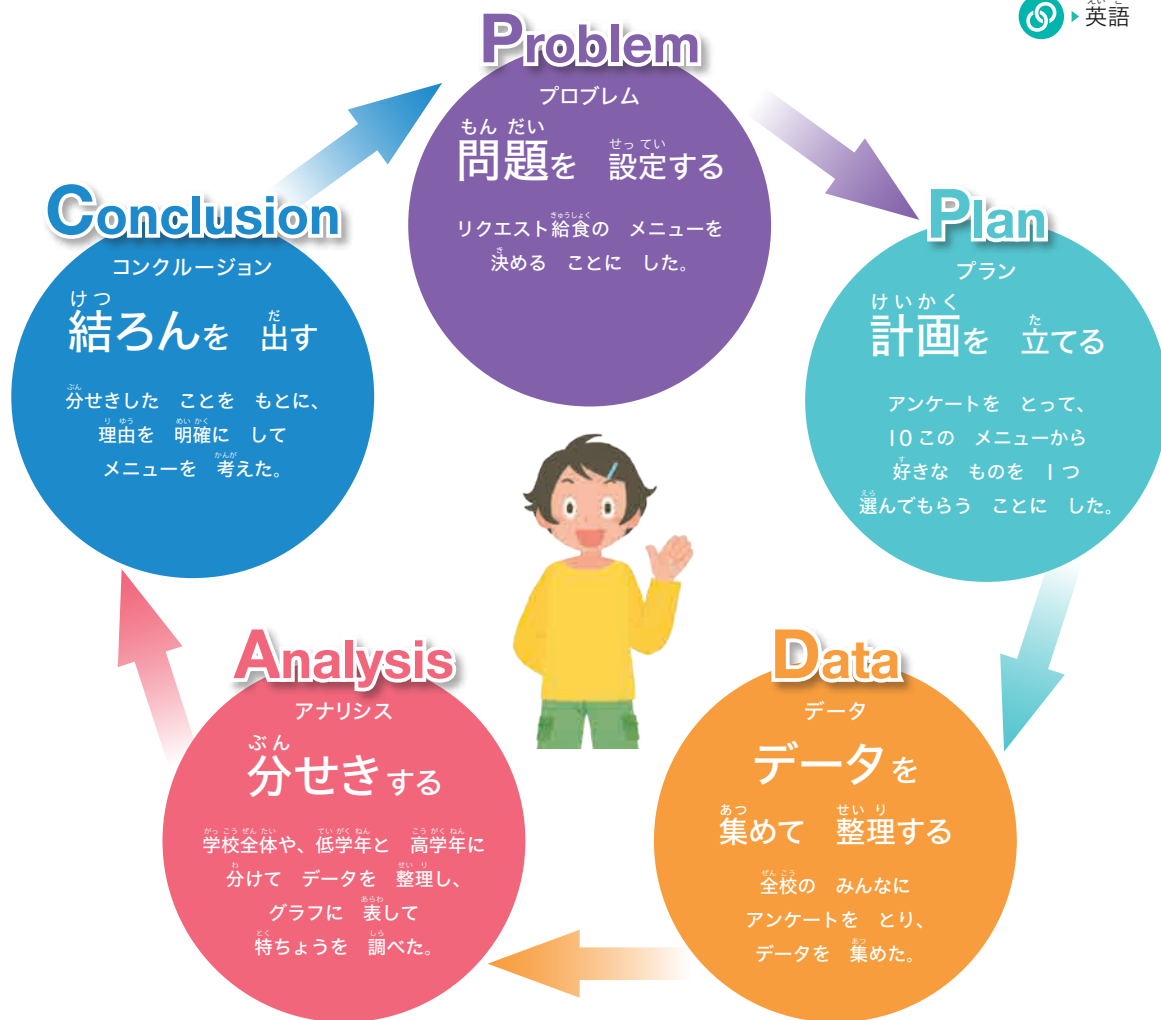 英語
Problem
プロブレム
問題を 設定する
リクエスト給食の メニューを
決める ことに した。
Plan
プラン
計画を 立てる
アンケートを とって、
10この メニューから
好きな ものを 1つ
選んでもらう ことに した。
Data
データ
データを
集めて 整理する
全校の みんなに
アンケートを とり、
データを 集めた。
Analysis
アナリシス
分せきする
学校全体や、低学年と 高学年に
分けて データを 整理し、
グラフに 表して
特ちょうを 調べた。
Conclusion
コンクルージョン
結ろんを 出す
分せきした ことを もとに、
理由を 明確に して
メニューを 考えた。